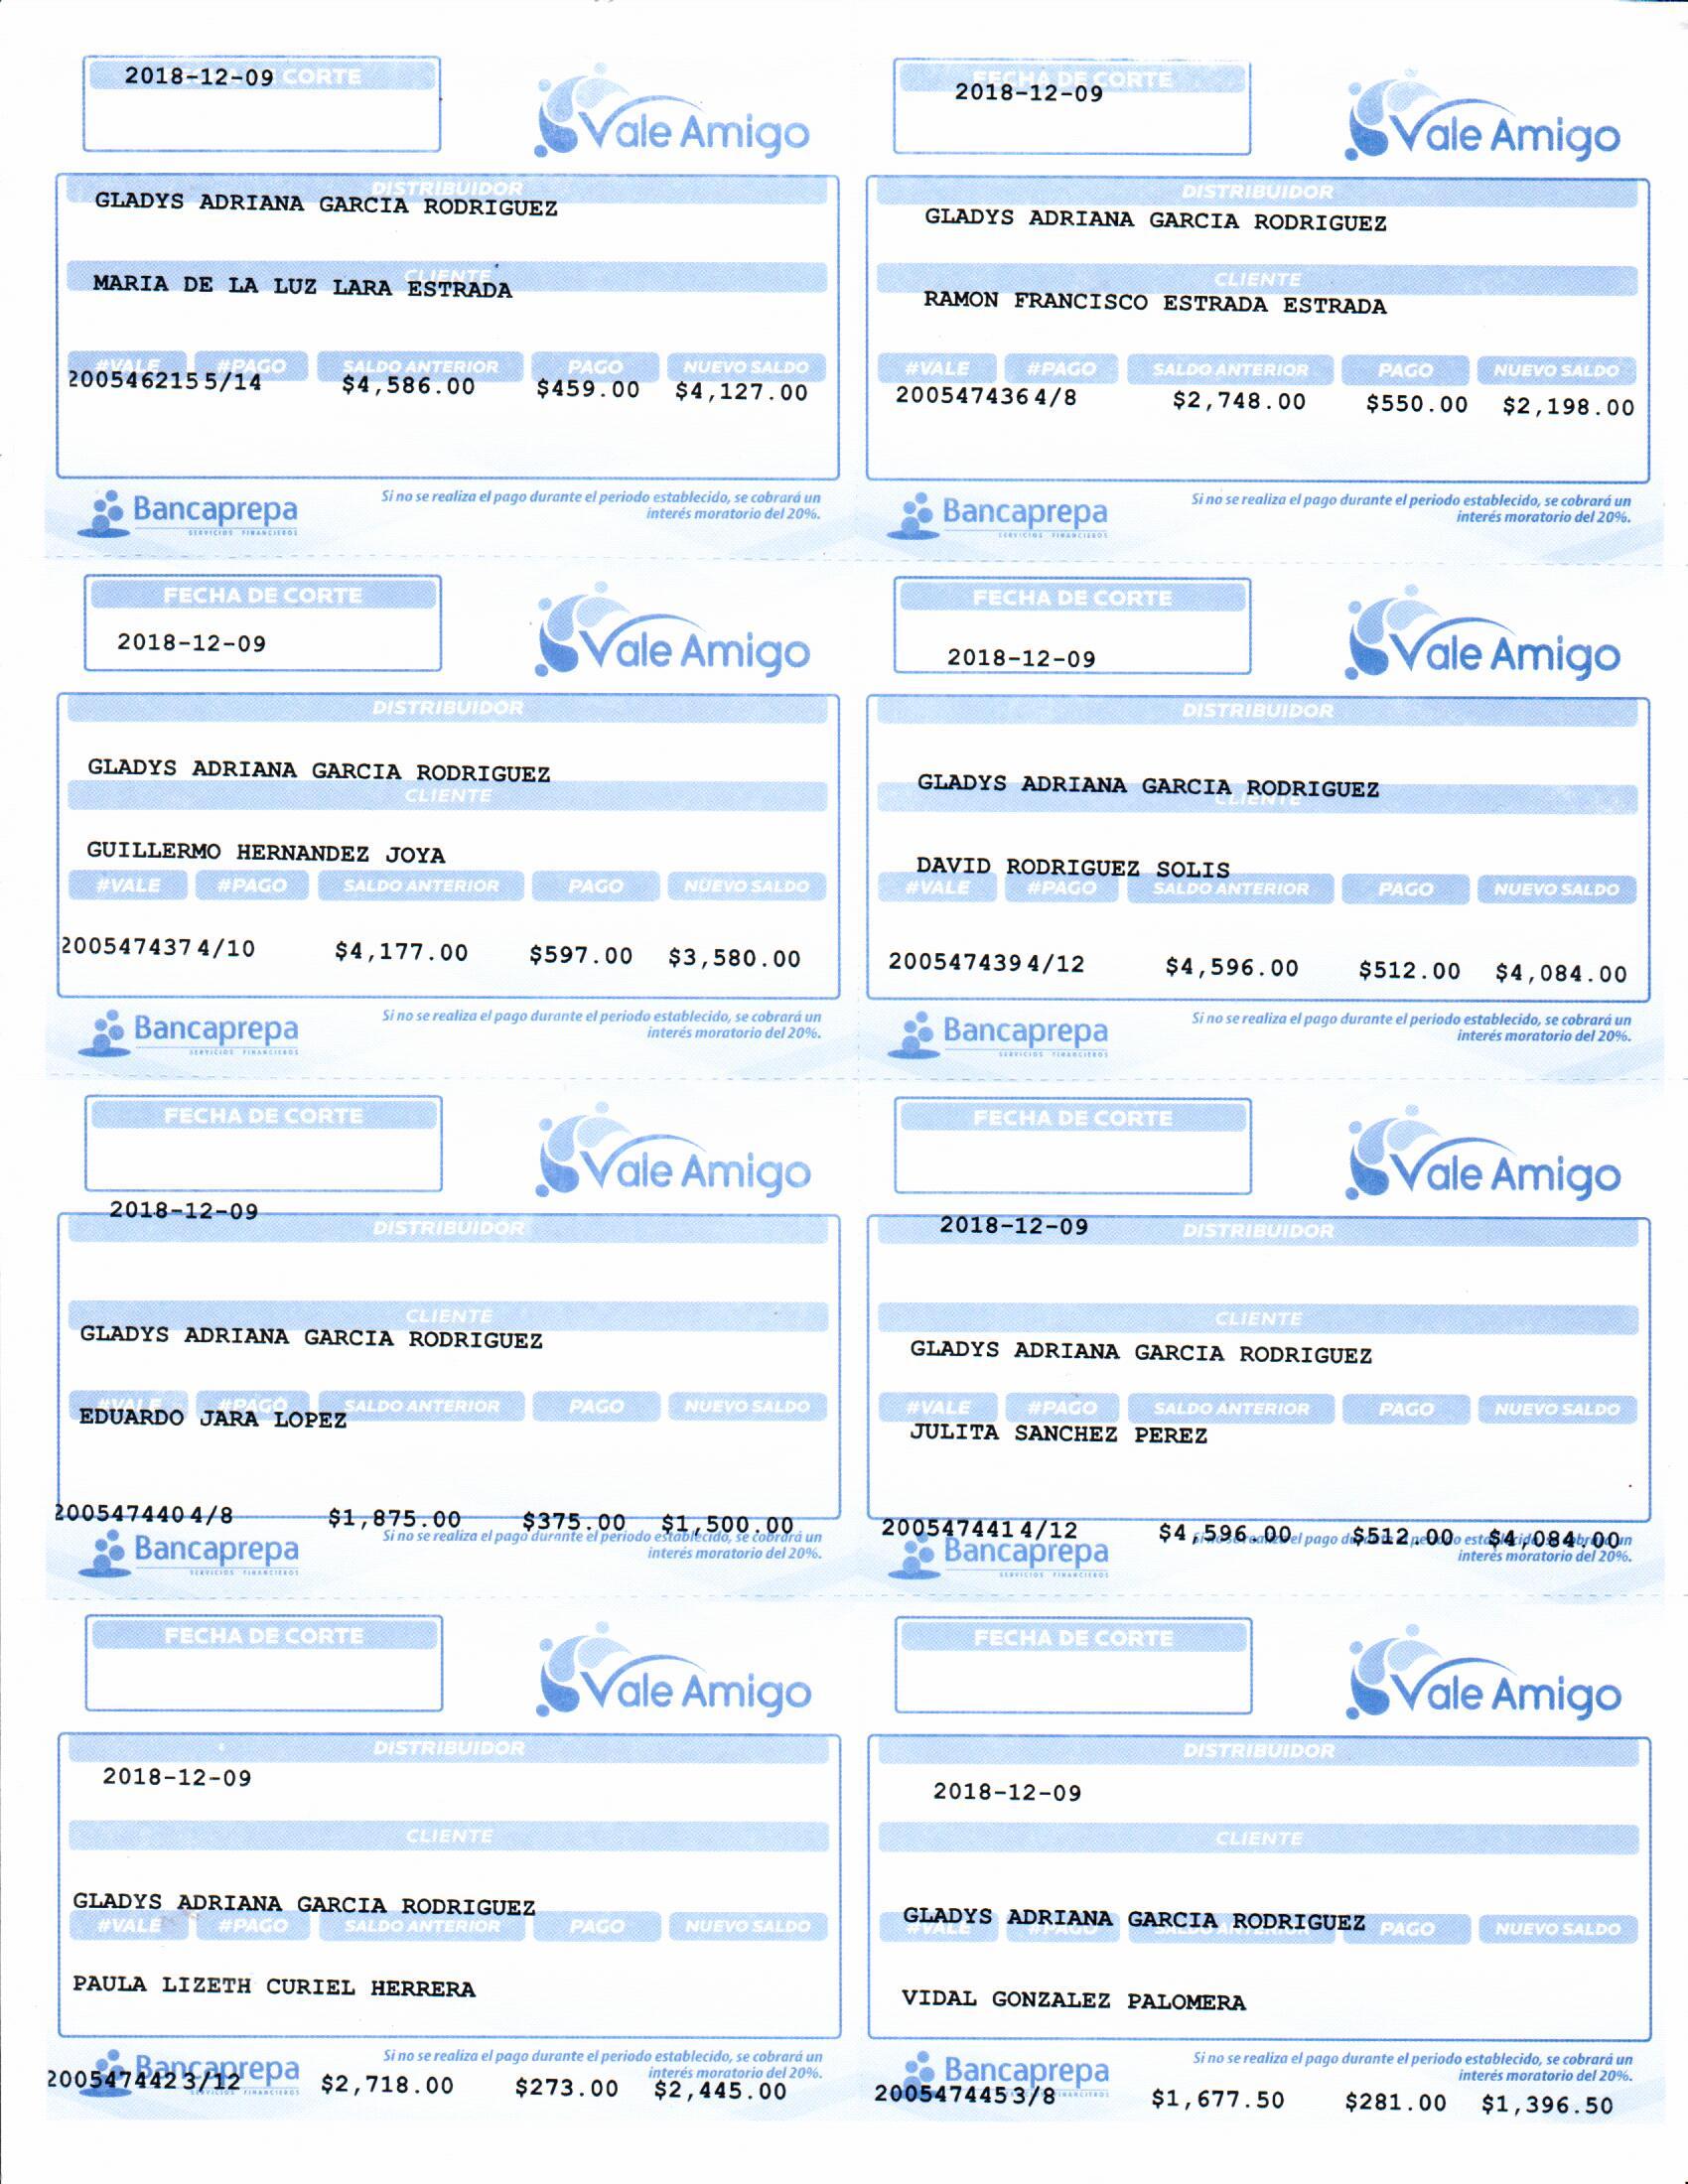 2018-12-09 CORTE
Vale Amigo
DISTRIBUIDOR
GLADYS ADRIANA GARCIA RODRIGUEZ
CLIENTE
MARIA DE LA LUZ LARA ESTRADA
#VALE #PAGO SALDO ANTERIOR PAGO NUEVO SALDO
200546215 5/14 $4,586.00 $459.00 $4,127.00
Bancaprepa
SERVICIOS FINANCIEROS
Si no se realiza el pago durante el periodo establecido, se cobrará un
interés moratorio del 20%.
FECHA DE CORTE
2018-12-09
Vale Amigo
DISTRIBUIDOR
GLADYS ADRIANA GARCIA RODRIGUEZ
CLIENTE
RAMON FRANCISCO ESTRADA ESTRADA
#VALE #PAGO SALDO ANTERIOR PAGO NUEVO SALDO
200547436 4/8 $2,748.00 $550.00 $2,198.00
Bancaprepa
SERVICIOS FINANCIEROS
Si no se realiza el pago durante el periodo establecido, se cobrará un
interés moratorio del 20%.
FECHA DE CORTE
2018-12-09
Vale Amigo
DISTRIBUIDOR
GLADYS ADRIANA GARCIA RODRIGUEZ
CLIENTE
GUILLERMO HERNANDEZ JOYA
#VALE #PAGO SALDO ANTERIOR PAGO NUEVO SALDO
200547437 4/10 $4,177.00 $597.00 $3,580.00
Bancaprepa
SERVICIOS FINANCIEROS
Si no se realiza el pago durante el periodo establecido, se cobrará un
interés moratorio del 20%.
FECHA DE CORTE
2018-12-09
Vale Amigo
DISTRIBUIDOR
GLADYS ADRIANA GARCIA RODRIGUEZ
CLIENTE
DAVID RODRIGUEZ SOLIS
#VALE #PAGO SALDO ANTERIOR PAGO NUEVO SALDO
200547439 4/12 $4,596.00 $512.00 $4,084.00
Bancaprepa
SERVICIOS FINANCIEROS
Si no se realiza el pago durante el periodo establecido, se cobrará un
interés moratorio del 20%.
FECHA DE CORTE
Vale Amigo
2018-12-09
DISTRIBUIDOR
CLIENTE
GLADYS ADRIANA GARCIA RODRIGUEZ
#VALE #PAGO SALDO ANTERIOR PAGO NUEVO SALDO
EDUARDO JARA LOPEZ
200547440 4/8 $1,875.00 $375.00 $1,500.00
Bancaprepa
SERVICIOS FINANCIEROS
Si no se realiza el pago durante el periodo establecido, se cobrará un
interés moratorio del 20%.
FECHA DE CORTE
Vale Amigo
2018-12-09
DISTRIBUIDOR
CLIENTE
GLADYS ADRIANA GARCIA RODRIGUEZ
#VALE #PAGO SALDO ANTERIOR PAGO NUEVO SALDO
JULITA SANCHEZ PEREZ
200547441 4/12 $4,596.00 $512.00 $4,084.00
Bancaprepa
SERVICIOS FINANCIEROS
el pago
interés moratorio del 20%.
FECHA DE CORTE
Vale Amigo
DISTRIBUIDOR
2018-12-09
CLIENTE
GLADYS ADRIANA GARCIA RODRIGUEZ
#VALE #PAGO SALDO ANTERIOR PAGO NUEVO SALDO
PAULA LIZETH CURIEL HERRERA
Bancaprepa
FINANCIEROS
Si no se realiza el pago durante el periodo establecido, se cobrará un
interés moratorio del 20%.
200547442 3/12 $2,718.00 $273.00 $2,445.00
FECHA DE CORTE
Vale Amigo
DISTRIBUIDOR
2018-12-09
CLIENTE
GLADYS ADRIANA GARCIA RODRIGUEZ
#VALE PAGO NUEVO SALDO
VIDAL GONZALEZ PALOMERA
Bancaprepa
FINANCIEROS
Si no se realiza el pago durante el periodo establecido, se cobrará un
interés moratorio del 20%.
200547445 3/8 $1,677.50 $281.00 $1,396.50